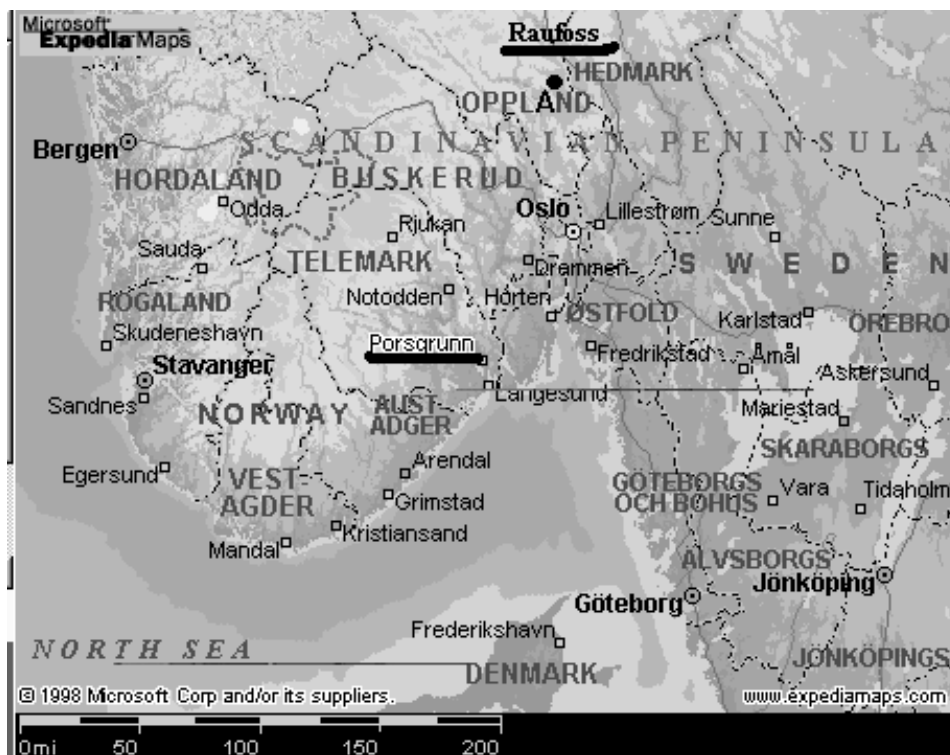 Microsoft
Expedia Maps
Raufoss
HEDMARK
OPPLAND
SCANDINAVIAN PENINSULA
Bergen
HORDALAND
BUSKERUD
Odda
Oslo
Lillestrøm
Sunne
Rjukan
Sauda
TELEMARK
Drammen
SWEDEN
ROGALAND
Notodden
Horten
ØSTFOLD
Karlstad
ÖREBRO
Skudeneshavn
Porsgrunn
Fredrikstad
Åmål
Askersund
Stavanger
Langesund
Sandnes
NORWAY
AUST-
AGDER
Mariestad
SKARABORGS
Egersund
VEST-
AGDER
Arendal
Grimstad
GÖTEBORGS
OCH BOHUS
Vara
Tidaholm
Mandal
Kristiansand
ALVSBORGS
Jönköping
Göteborg
Frederikshavn
NORTH SEA
DENMARK
JÖNKÖPINGS
© 1998 Microsoft Corp and/or its suppliers.
www.expediamaps.com
0mi 50 100 150 200